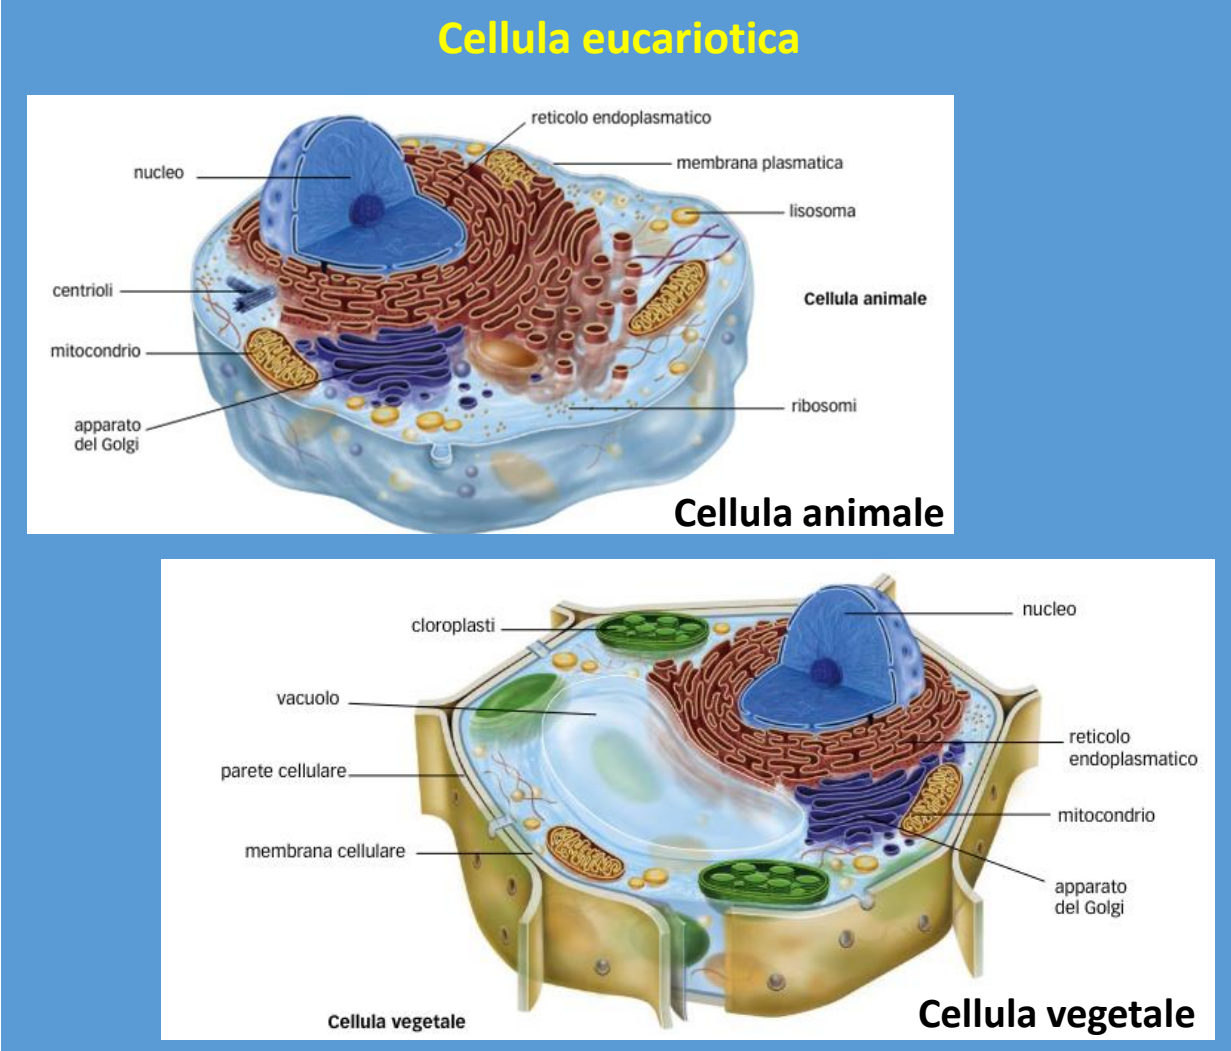 Cellula eucariotica
reticolo endoplasmatico
membrana plasmatica
nucleo
lisosoma
centrioli
Cellula animale
mitocondrio
ribosomi
apparato
del Golgi
Cellula animale
nucleo
cloroplasti
vacuolo
reticolo
endoplasmatico
parete cellulare
mitocondrio
membrana cellulare
apparato
del Golgi
Cellula vegetale
Cellula vegetale